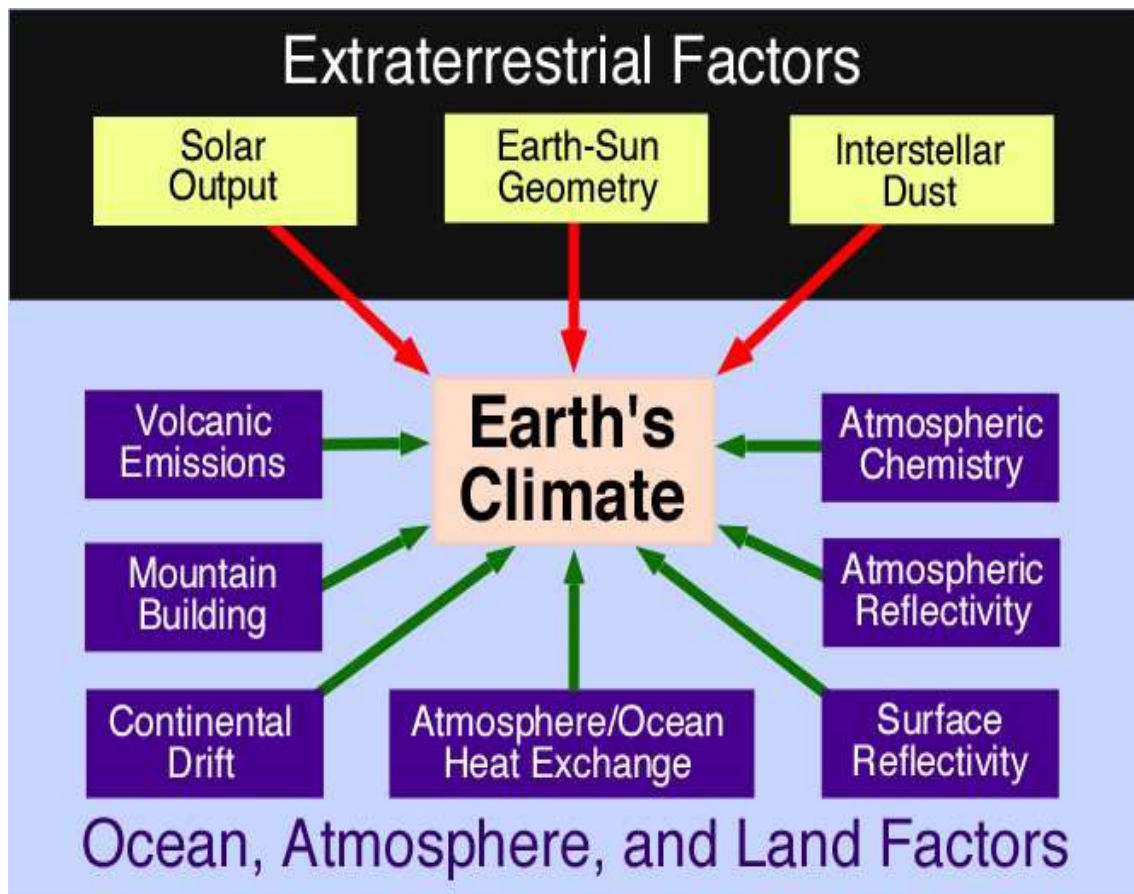 Extraterrestrial Factors
Solar
Output
Earth-Sun
Geometry
Interstellar
Dust
Earth's
Climate
Volcanic
Emissions
Atmospheric
Chemistry
Mountain
Building
Atmospheric
Reflectivity
Continental
Drift
Atmosphere/Ocean
Heat Exchange
Surface
Reflectivity
Ocean, Atmosphere, and Land Factors